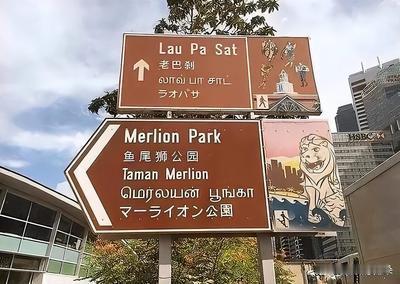 Lau Pa Sat
老巴刹
லாவ் பா சாட்
ラオパサ
Merlion Park
鱼尾狮公园
Taman Merlion
மெர்லயன் பூங்கா
マーライオン公園
HSBC